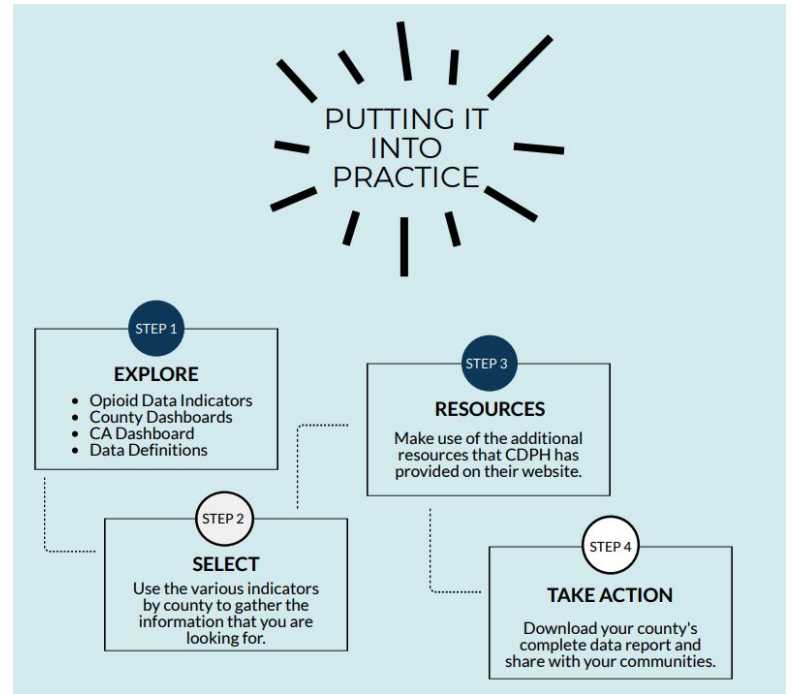 PUTTING IT
INTO
PRACTICE
STEP 1
EXPLORE
• Opioid Data Indicators
• County Dashboards
• CA Dashboard
• Data Definitions
STEP 2
SELECT
Use the various indicators
by county to gather the
information that you are
looking for.
STEP 3
RESOURCES
Make use of the additional
resources that CDPH has
provided on their website.
STEP 4
TAKE ACTION
Download your county's
complete data report and
share with your communities.